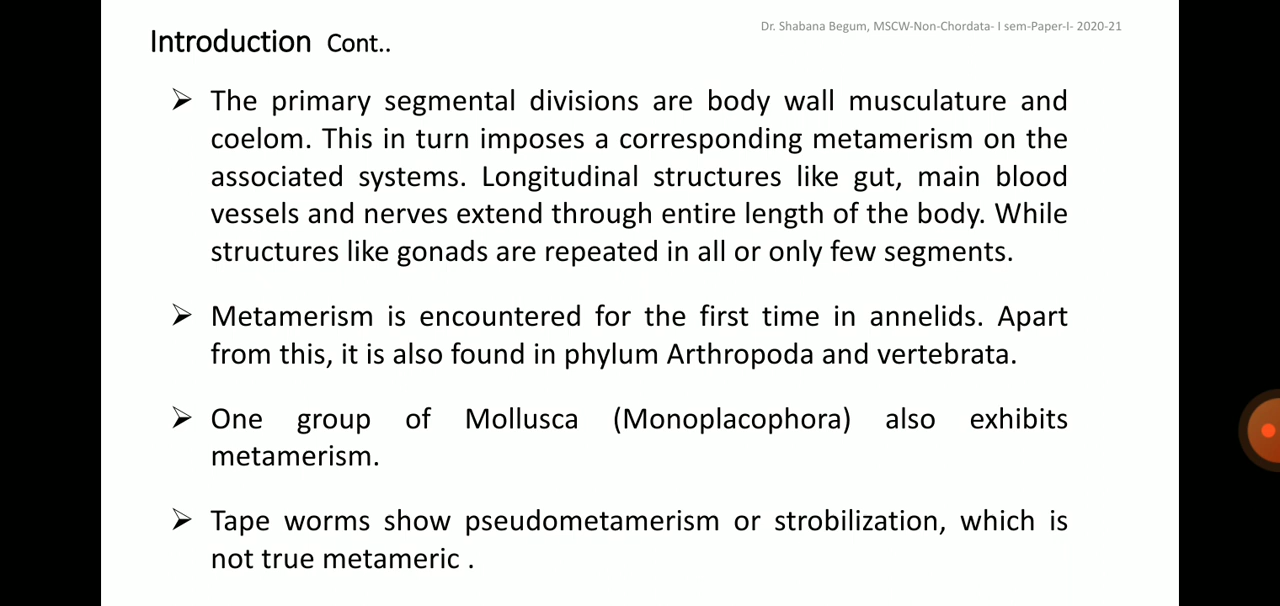 Dr. Shabana Begum, MSCW-Non-Chordata- I sem-Paper-I- 2020-21
Introduction Cont..
➢ The primary segmental divisions are body wall musculature and
coelom. This in turn imposes a corresponding metamerism on the
associated systems. Longitudinal structures like gut, main blood
vessels and nerves extend through entire length of the body. While
structures like gonads are repeated in all or only few segments.
➢ Metamerism is encountered for the first time in annelids. Apart
from this, it is also found in phylum Arthropoda and vertebrata.
➢ One group of Mollusca (Monoplacophora) also exhibits
metamerism.
➢ Tape worms show pseudometamerism or strobilization, which is
not true metameric .